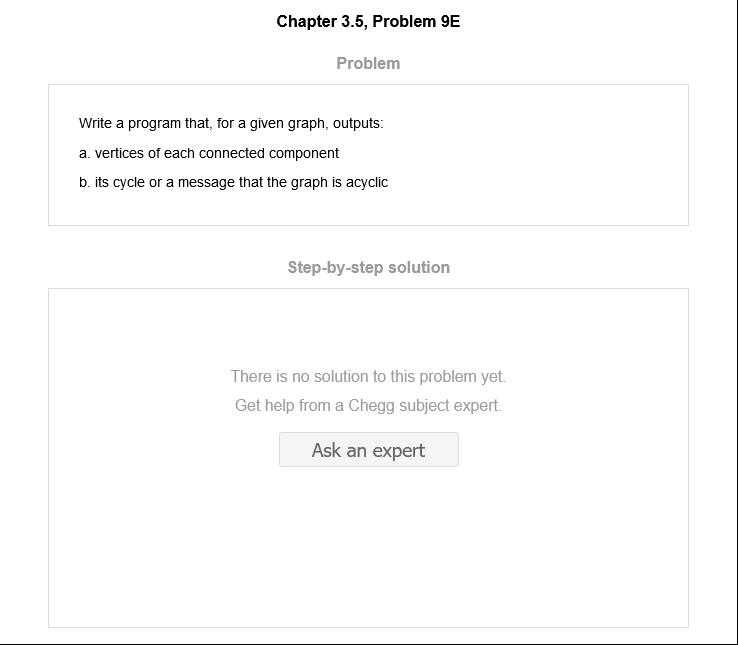 Chapter 3.5, Problem 9E
Problem
Write a program that, for a given graph, outputs:
a. vertices of each connected component
b. its cycle or a message that the graph is acyclic
Step-by-step solution
There is no solution to this problem yet.
Get help from a Chegg subject expert.
Ask an expert